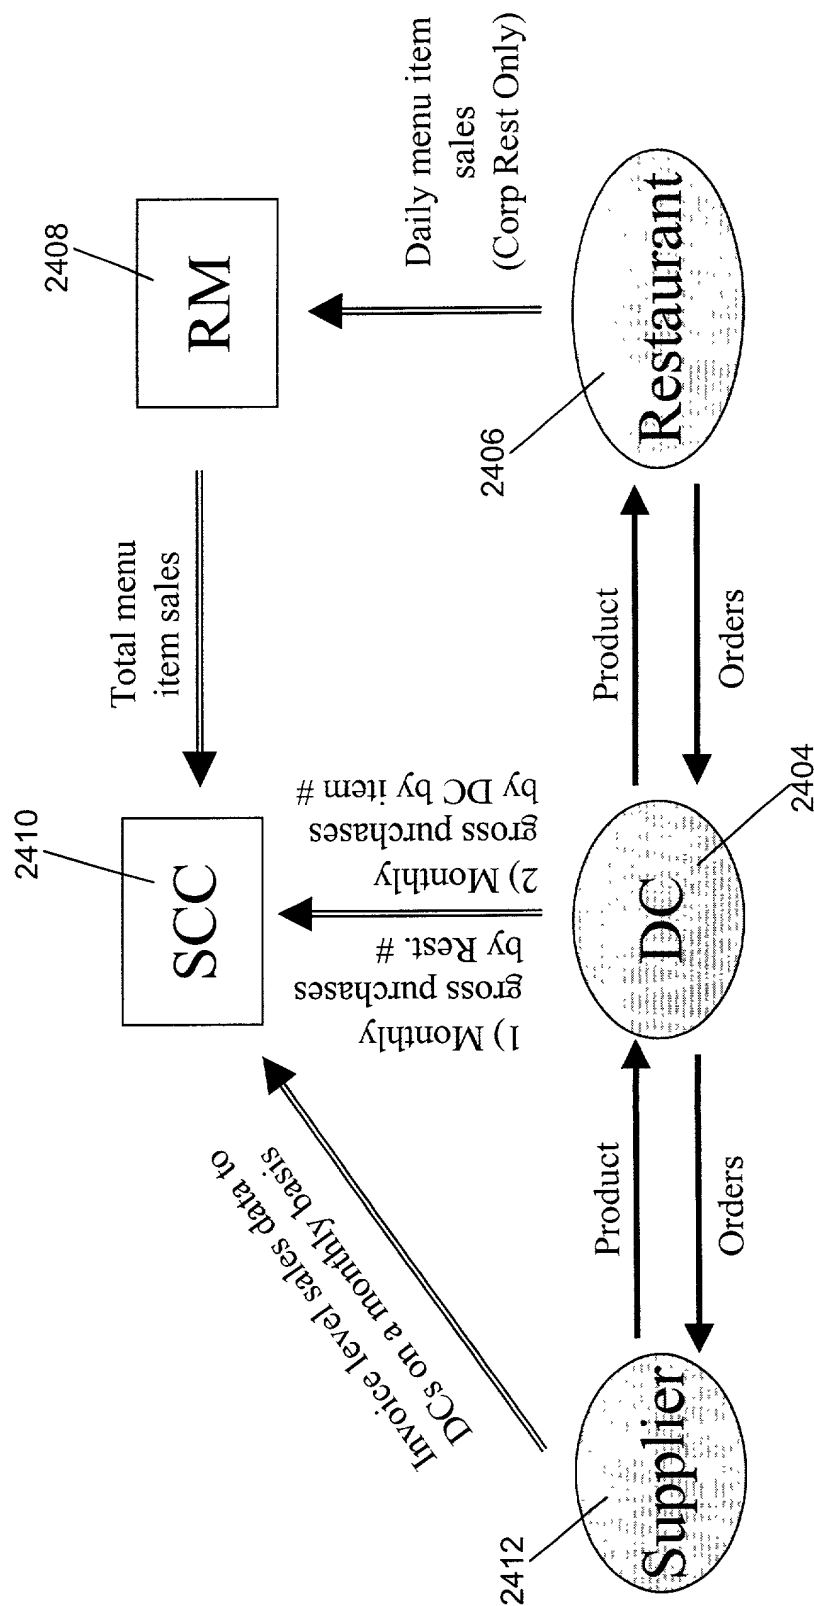 2410
SCC
Total menu
item sales
2408
RM
Invoice level sales data to
DCs on a monthly basis
1) Monthly
gross purchases
by Rest. #
2) Monthly
gross purchases
by DC by item #
Daily menu item
sales
(Corp Rest Only)
2412
Supplier
Product
Orders
DC
2404
Product
Orders
2406
Restaurant